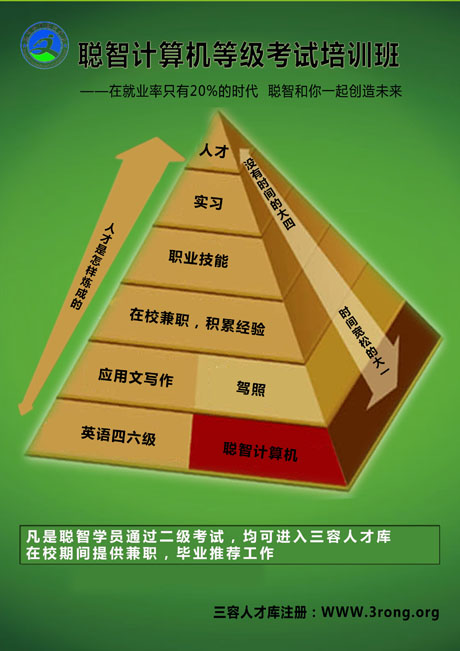 聪智计算机等级考试培训班
——在就业率只有20%的时代 聪智和你一起创造未来
人才
没有时间的大四
实习
人才是怎样炼成的
职业技能
在校兼职，积累经验
时间宽松的大一
应用文写作
驾照
英语四六级
聪智计算机
凡是聪智学员通过二级考试，均可进入三容人才库
在校期间提供兼职，毕业推荐工作
三容人才库注册：WWW.3rong.org